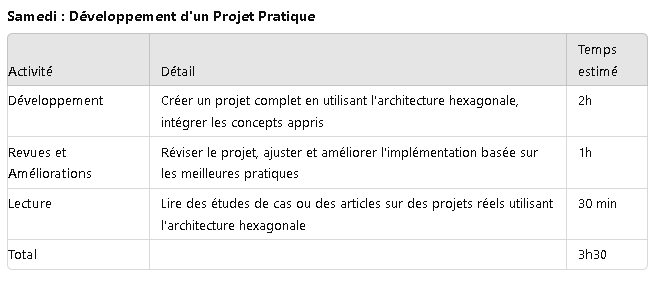 Samedi : Développement d'un Projet Pratique
Activité Détail Temps estimé
Développement Créer un projet complet en utilisant l'architecture hexagonale, 2h
intégrer les concepts appris
Revues et Réviser le projet, ajuster et améliorer l'implémentation basée sur 1h
Améliorations les meilleures pratiques
Lecture Lire des études de cas ou des articles sur des projets réels utilisant 30 min
l'architecture hexagonale
Total 3h30